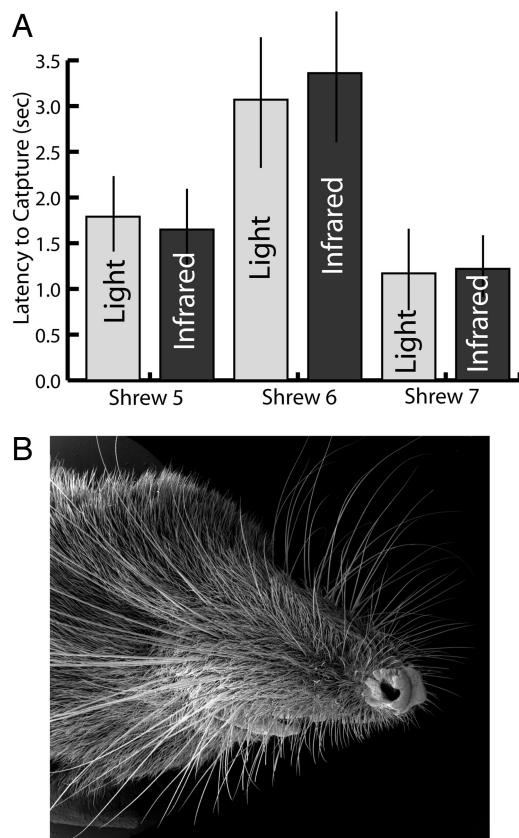 A
Latency to Catpture (sec)
3.5
3.0
2.5
2.0
1.5
1.0
0.5
0.0
Light
Infrared
Light
Infrared
Light
Infrared
Shrew 5
Shrew 6
Shrew 7
B